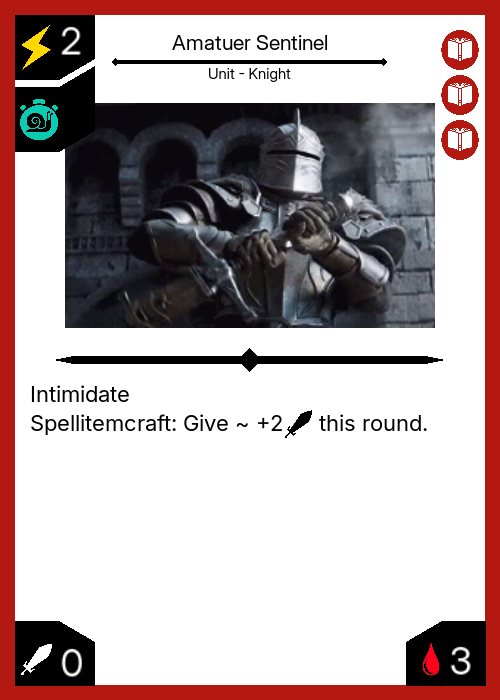 2
Amatuer Sentinel
Unit - Knight
Intimidate
Spellitemcraft: Give ~ +2 this round.
0
3